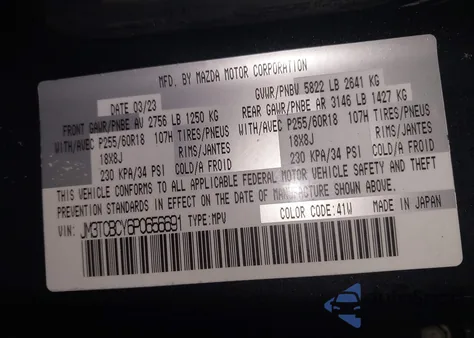 MFD. BY MAZDA MOTOR CORPORATION
DATE 03/23 GVWR/PNBV 5822 LB 2641 KG
FRONT GAWR/PNBE AV 2756 LB 1250 KG REAR GAWR/PNBE AR 3146 LB 1427 KG
WITH/AVEC P255/60R18 107H TIRES/PNEUS WITH/AVEC P255/60R18 107H TIRES/PNEUS
18X8J RIMS/JANTES 18X8J RIMS/JANTES
230 KPA/34 PSI COLD/A FROID 230 KPA/34 PSI COLD/A FROID
THIS VEHICLE CONFORMS TO ALL APPLICABLE FEDERAL MOTOR VEHICLE SAFETY AND THEFT
PREVENTION STANDARDS IN EFFECT ON THE DATE OF MANUFACTURE SHOWN ABOVE.
VIN: TYPE:MPV COLOR CODE:41W MADE IN JAPAN